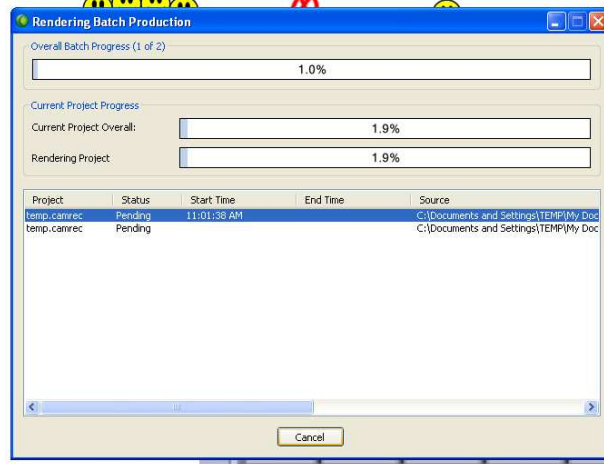 Rendering Batch Production
Overall Batch Progress (1 of 2)
1.0%
Current Project Progress
Current Project Overall:
1.9%
Rendering Project
1.9%
Project Status Start Time End Time Source
temp.camrec Pending 11:01:38 AM C:\Documents and Settings\TEMP\My Doc
temp.camrec Pending C:\Documents and Settings\TEMP\My Doc
Cancel